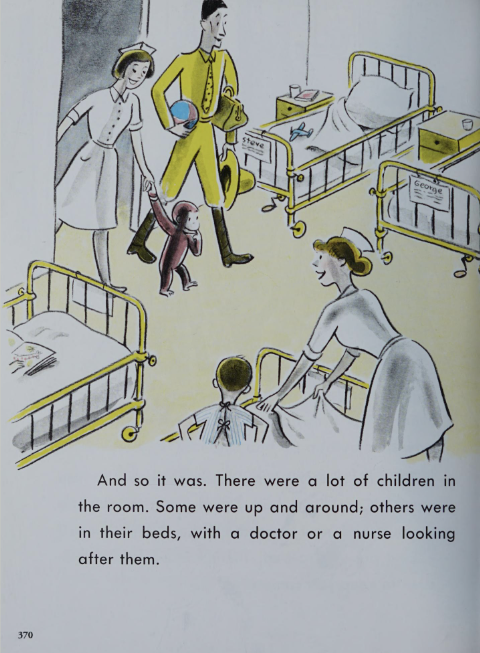 Steve
George
And so it was. There were a lot of children in
the room. Some were up and around; others were
in their beds, with a doctor or a nurse looking
after them.
370